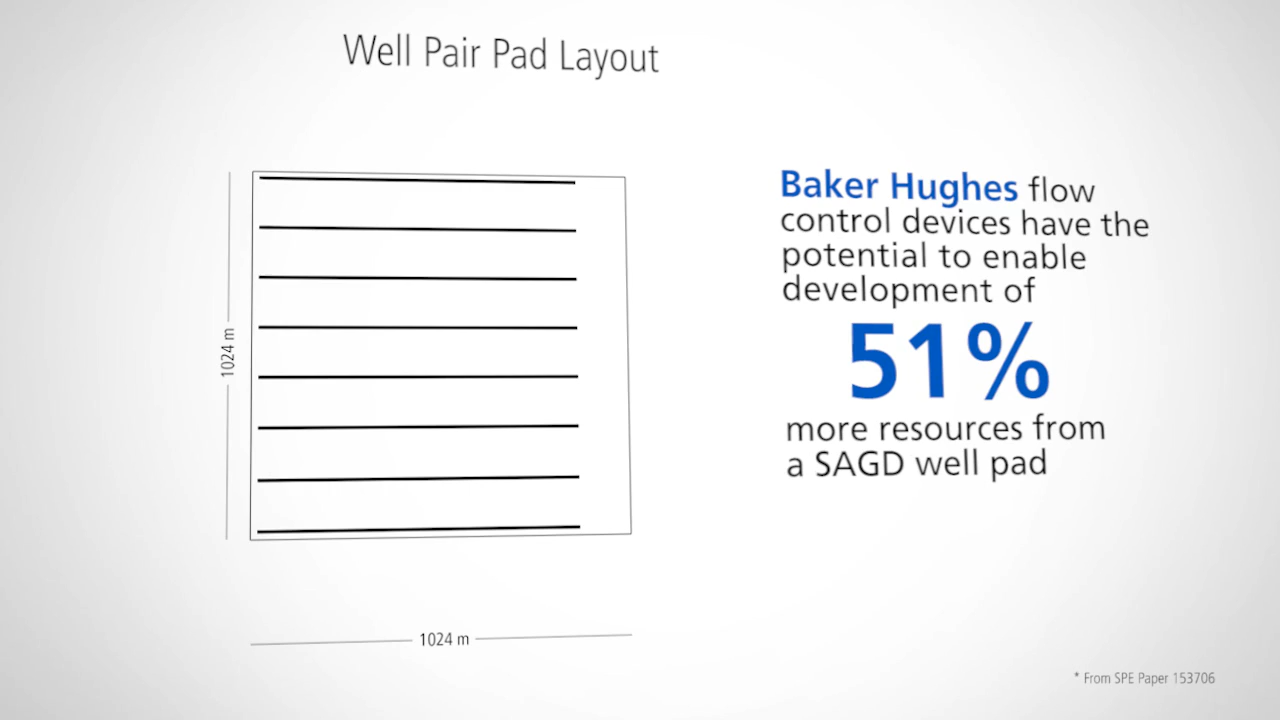 Well Pair Pad Layout
1024 m
1024 m
Baker Hughes flow
control devices have the
potential to enable
development of
51%
more resources from
a SAGD well pad
* From SPE Paper 153706